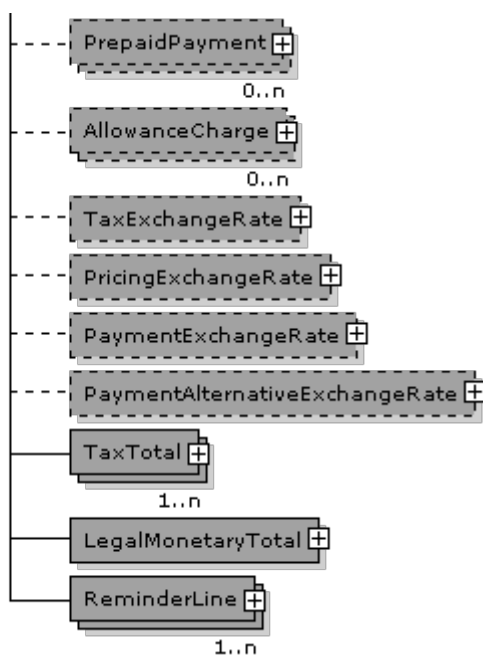 PrepaidPayment
0..n
AllowanceCharge
0..n
TaxExchangeRate
PricingExchangeRate
PaymentExchangeRate
PaymentAlternativeExchangeRate
TaxTotal
1..n
LegalMonetaryTotal
ReminderLine
1..n